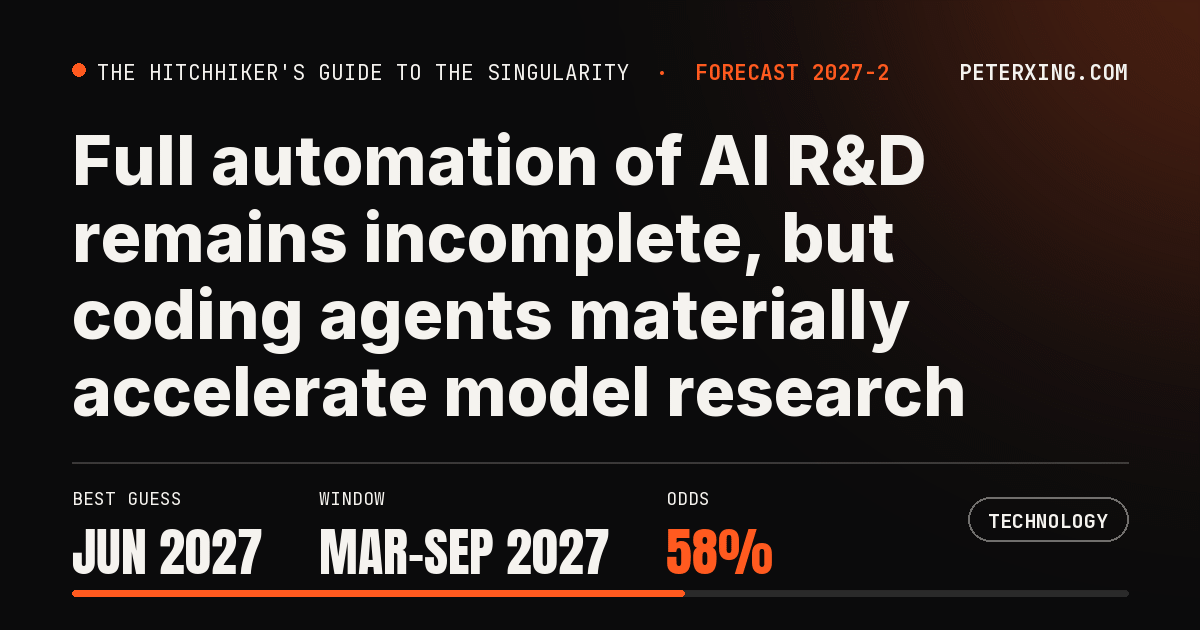 THE HITCHHIKER'S GUIDE TO THE SINGULARITY · FORECAST 2027-2 PETERXING.COM
Full automation of AI R&D
remains incomplete, but
coding agents materially
accelerate model research
BEST GUESS WINDOW ODDS
JUN 2027 MAR-SEP 2027 58% TECHNOLOGY